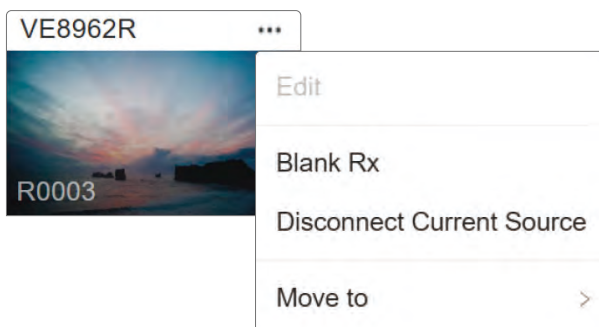 VE8962R
R0003
Edit
Blank Rx
Disconnect Current Source
Move to